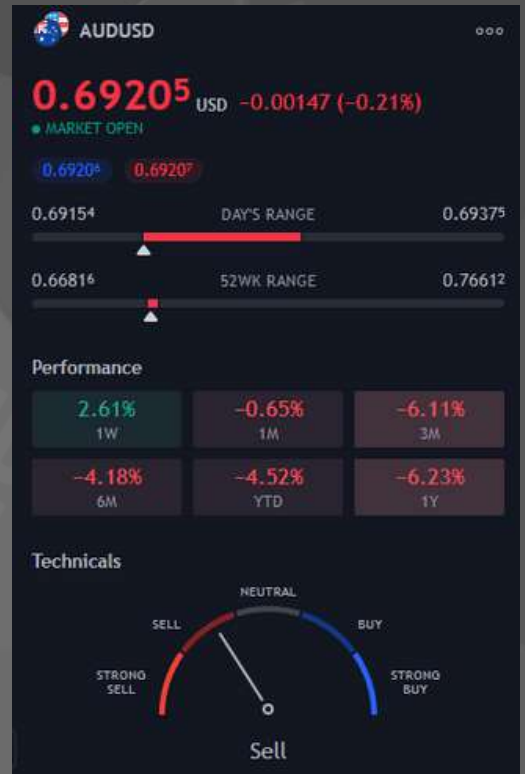 AUDUSD
0.69205 USD −0.00147 (−0.21%)
MARKET OPEN
0.69206 0.69207
0.69154 DAY'S RANGE 0.69375
0.66816 52WK RANGE 0.76612
Performance
2.61% −0.65% −6.11%
1W 1M 3M
−4.18% −4.52% −6.23%
6M YTD 1Y
Technicals
NEUTRAL
SELL BUY
STRONG STRONG
SELL BUY
Sell